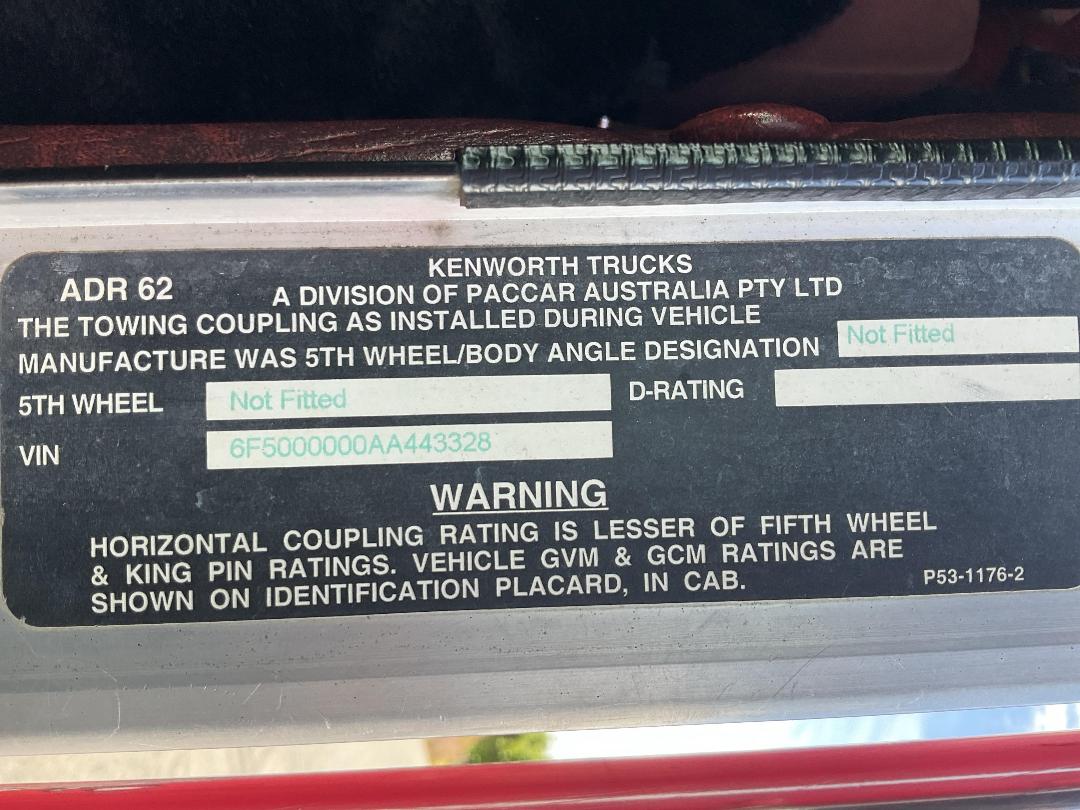 KENWORTH TRUCKS
ADR 62 A DIVISION OF PACCAR AUSTRALIA PTY LTD
THE TOWING COUPLING AS INSTALLED DURING VEHICLE
MANUFACTURE WAS 5TH WHEEL/BODY ANGLE DESIGNATION Not Fitted
5TH WHEEL Not Fitted D-RATING
VIN 6F5000000AA443328
WARNING
HORIZONTAL COUPLING RATING IS LESSER OF FIFTH WHEEL
& KING PIN RATINGS. VEHICLE GVM & GCM RATINGS ARE
SHOWN ON IDENTIFICATION PLACARD, IN CAB. P53-1176-2